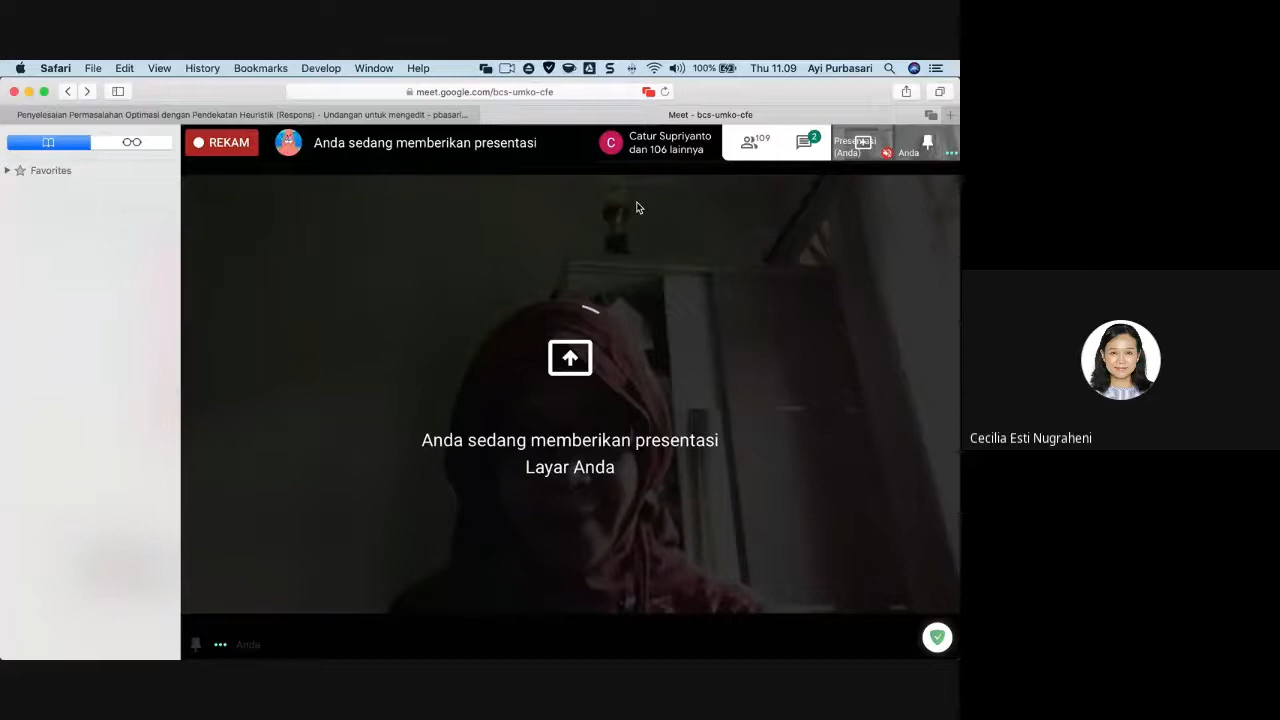 Safari File Edit View History Bookmarks Develop Window Help 100% Thu 11.09 Ayi Purbasari
meet.google.com/bcs-umko-cfe
Penyelesaian Permasalahan Optimasi dengan Pendekatan Heuristik (Respons) - Undangan untuk mengedit - pbasari...
Meet - bcs-umko-cfe
REKAM
Anda sedang memberikan presentasi
C
Catur Supriyanto
dan 106 lainnya
109
2
Presentasi
(Anda)
Anda
Favorites
Anda sedang memberikan presentasi
Layar Anda
Anda
Cecilia Esti Nugraheni